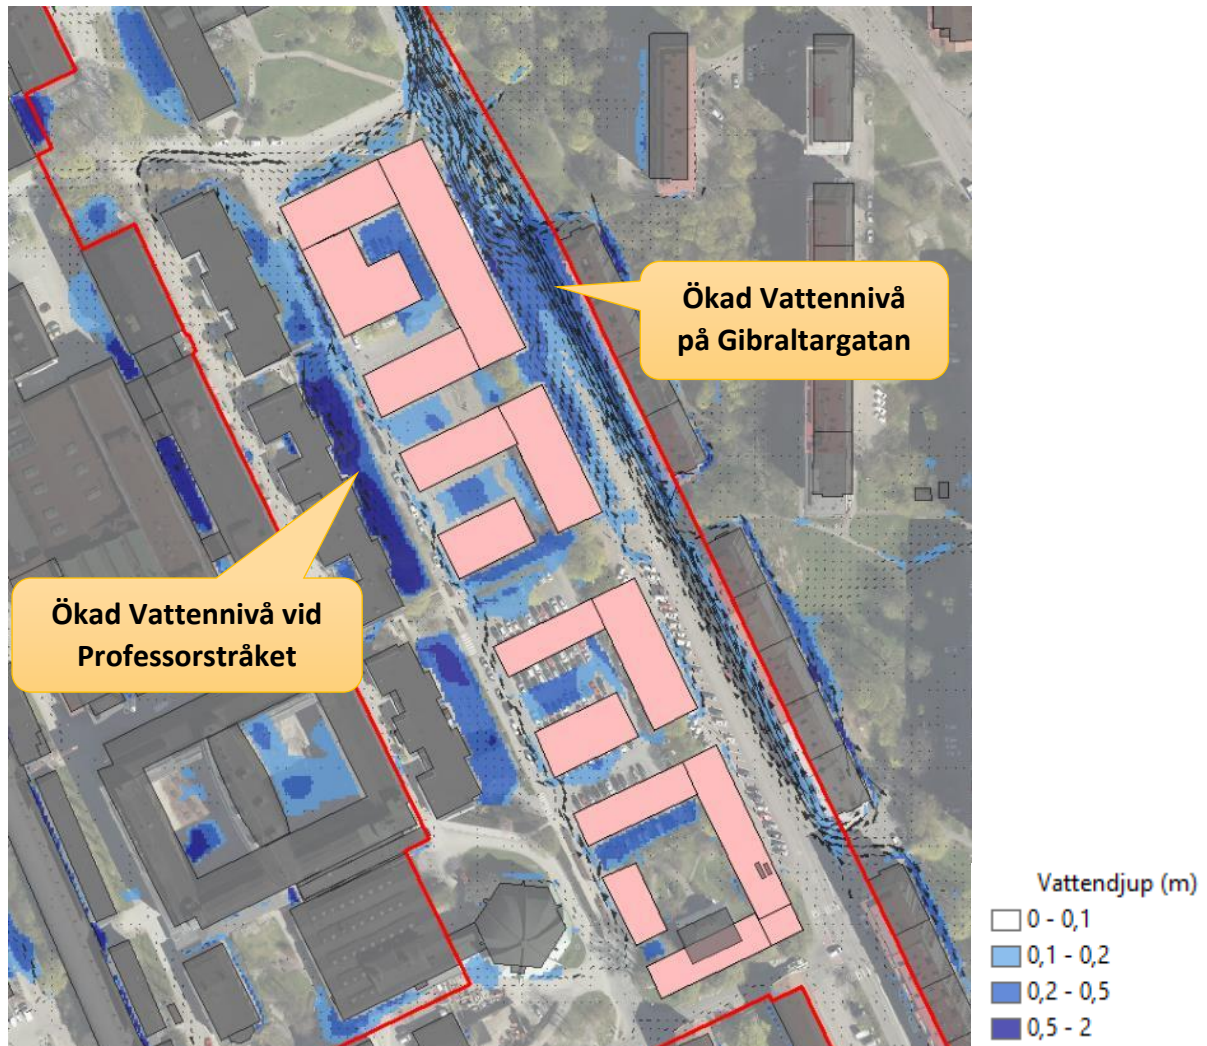 Ökad Vattennivå
på Gibraltargatan
Ökad Vattennivå vid
Professorstråket
Vattendjup (m)
0 - 0,1
0,1 - 0,2
0,2 - 0,5
0,5 - 2